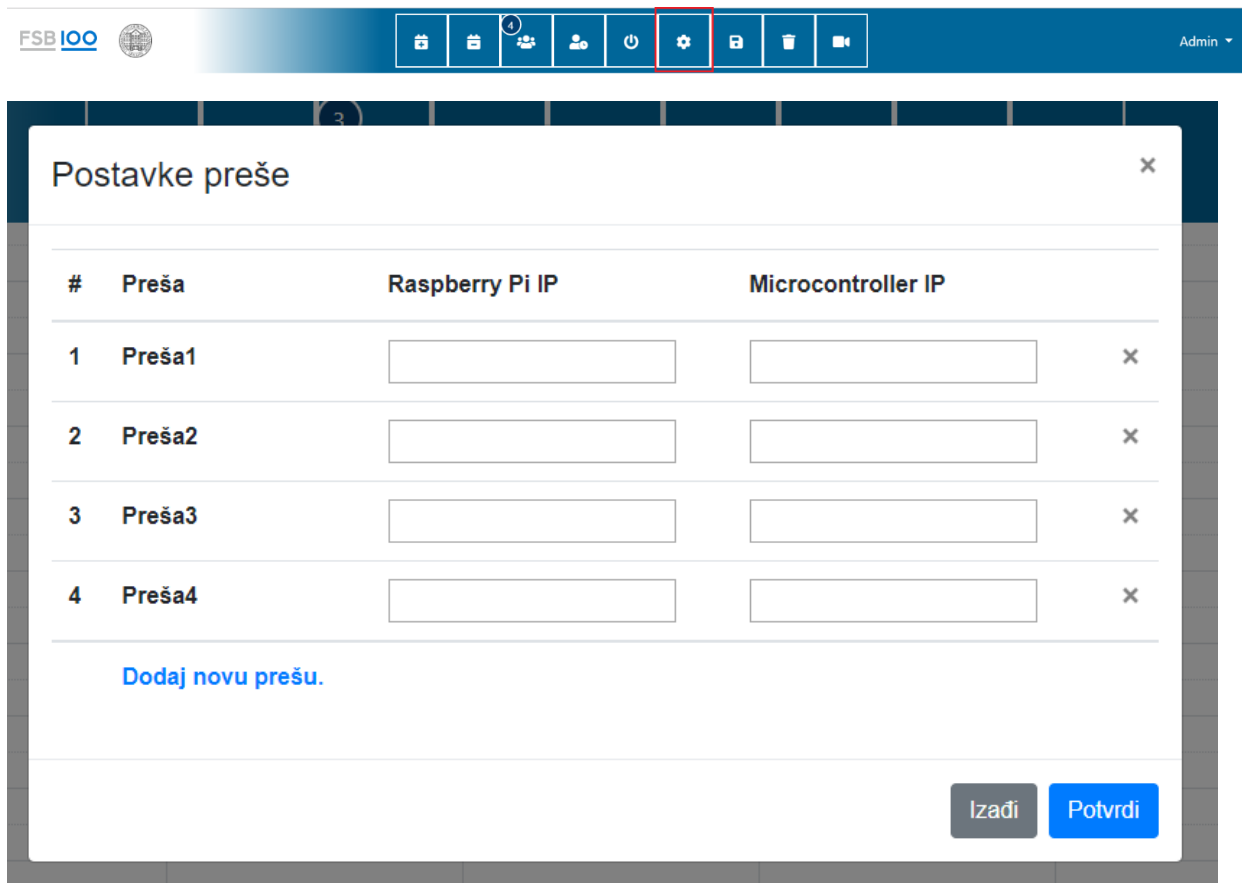 FSB 100
4
Admin
3
Postavke preše ×
# Preša Raspberry Pi IP Microcontroller IP
1 Preša1 ×
2 Preša2 ×
3 Preša3 ×
4 Preša4 ×
Dodaj novu prešu.
Izađi Potvrdi